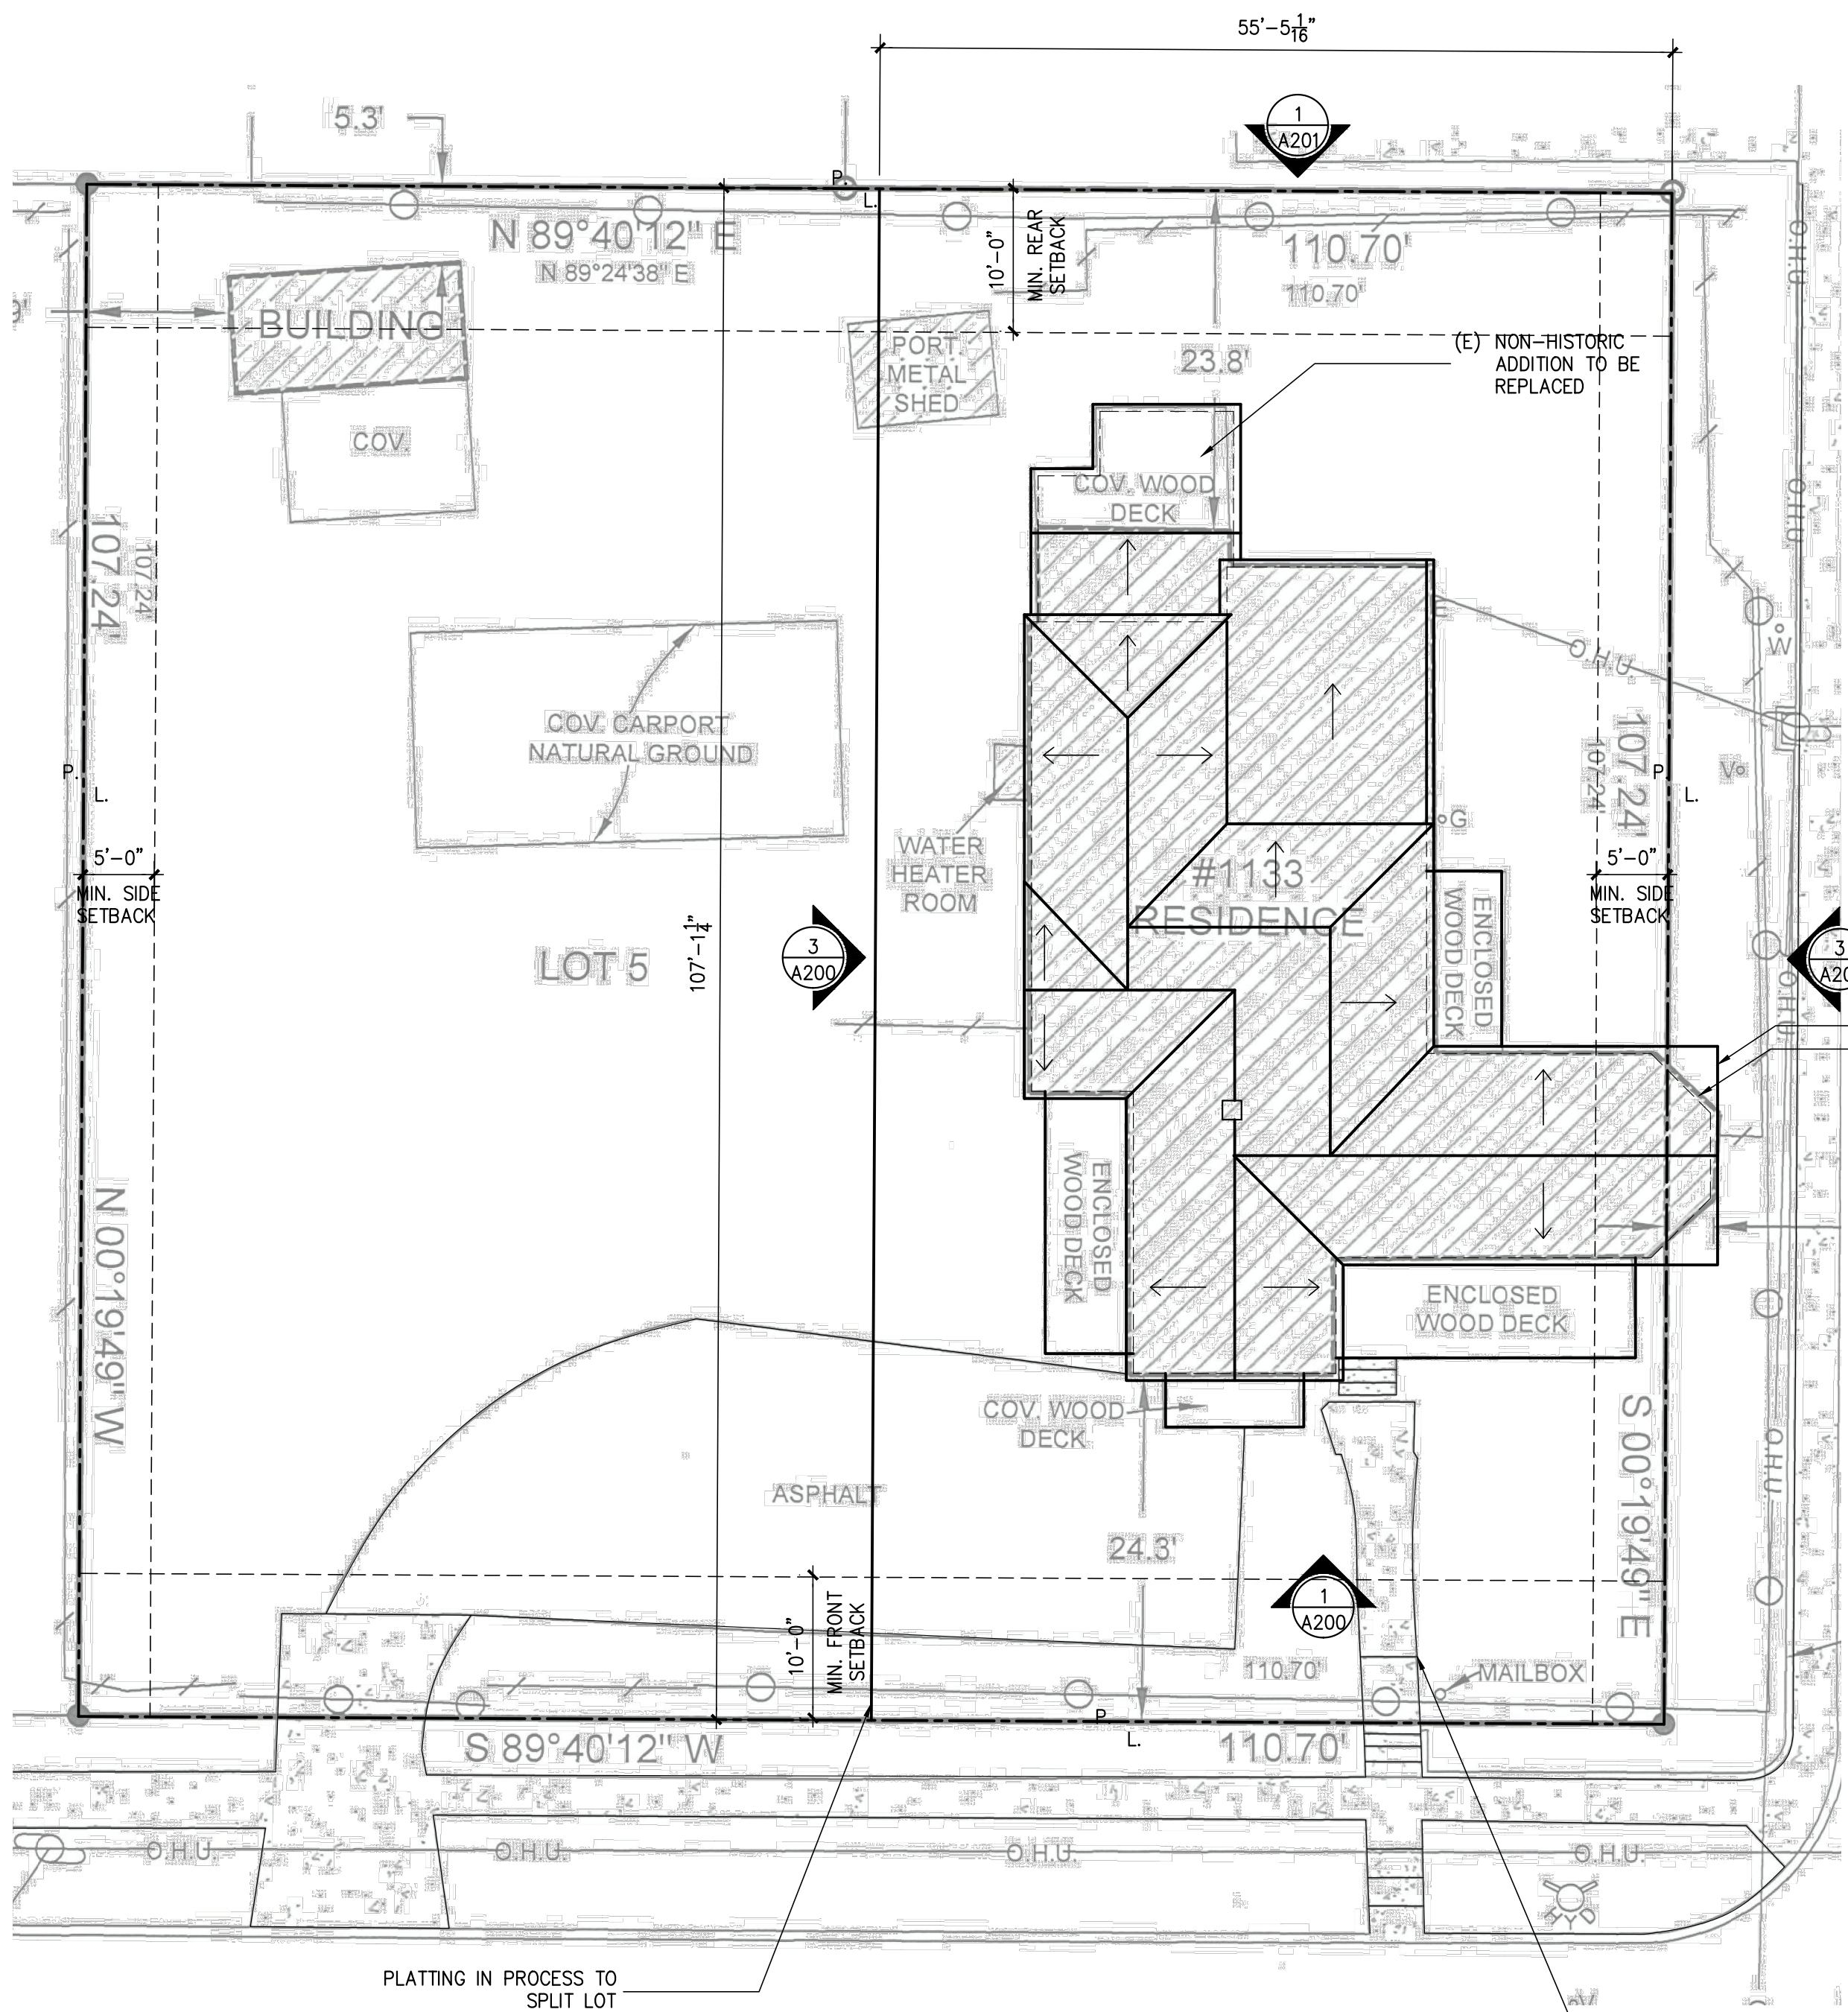 55'-5 1/16"
1
A201
5.3'
P.
L.
N 89°40'12" E
N 89°24'38" E
10'-0"
MIN. REAR
SETBACK
110.70'
110.70'
O.H.U.
BUILDING
PORT.
METAL
SHED
23.8'
(E) NON-HISTORIC
ADDITION TO BE
REPLACED
COV.
COV. WOOD
DECK
O.H.U.
107.24'
107.24'
O.H.U.
W
COV. CARPORT
NATURAL GROUND
107.24'
107.24'
P.
L.
P.
L.
V
G
WATER
HEATER
ROOM
#1133
RESIDENCE
5'-0"
MIN. SIDE
SETBACK
5'-0"
MIN. SIDE
SETBACK
ENCLOSED
WOOD DECK
107'-1 1/4"
LOT 5
3
A200
3
O.H.U.
ENCLOSED
WOOD DECK
N 00°19'49" W
ENCLOSED
WOOD DECK
COV. WOOD
DECK
S 00°19'49" E
O.H.U.
ASPHALT
24.3'
1
A200
10'-0"
MIN. FRONT
SETBACK
110.70'
MAILBOX
P.
L.
S 89°40'12" W
110.70'
O.H.U.
O.H.U.
O.H.U.
O.H.U.
PLATTING IN PROCESS TO
SPLIT LOT